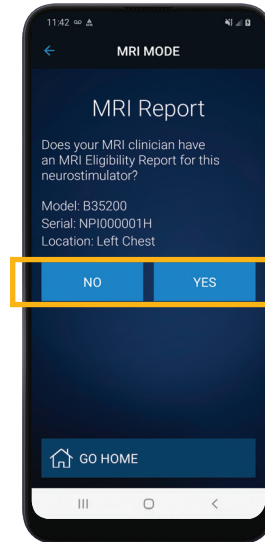 11:42
MRI MODE
MRI Report
Does your MRI clinician have
an MRI Eligibility Report for this
neurostimulator?
Model: B35200
Serial: NPI000001H
Location: Left Chest
NO YES
GO HOME